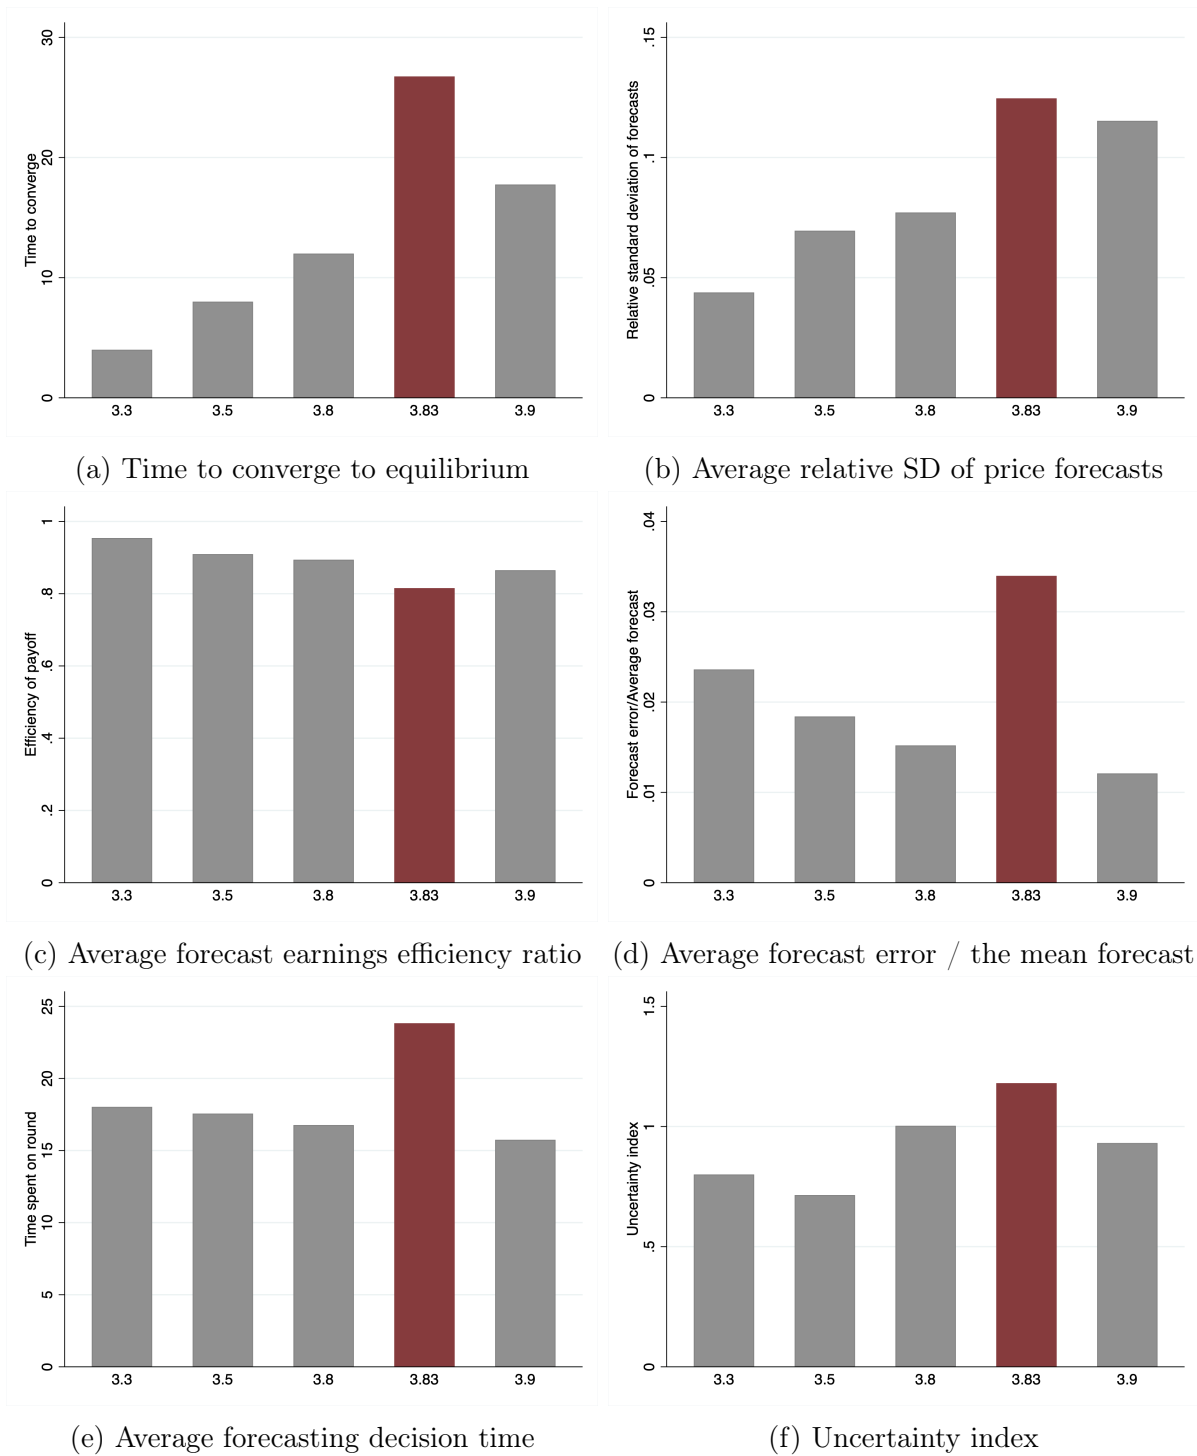 Time to converge
30
20
10
0
3.3 3.5 3.8 3.83 3.9
(a) Time to converge to equilibrium
Relative standard deviation of forecasts
.15
.1
.05
0
3.3 3.5 3.8 3.83 3.9
(b) Average relative SD of price forecasts
Efficiency of payoff
1
.8
.6
.4
.2
0
3.3 3.5 3.8 3.83 3.9
(c) Average forecast earnings efficiency ratio
Forecast error/Average forecast
.04
.03
.02
.01
0
3.3 3.5 3.8 3.83 3.9
(d) Average forecast error / the mean forecast
Time spent on round
25
20
15
10
5
0
3.3 3.5 3.8 3.83 3.9
(e) Average forecasting decision time
Uncertainty index
1.5
1
.5
0
3.3 3.5 3.8 3.83 3.9
(f) Uncertainty index